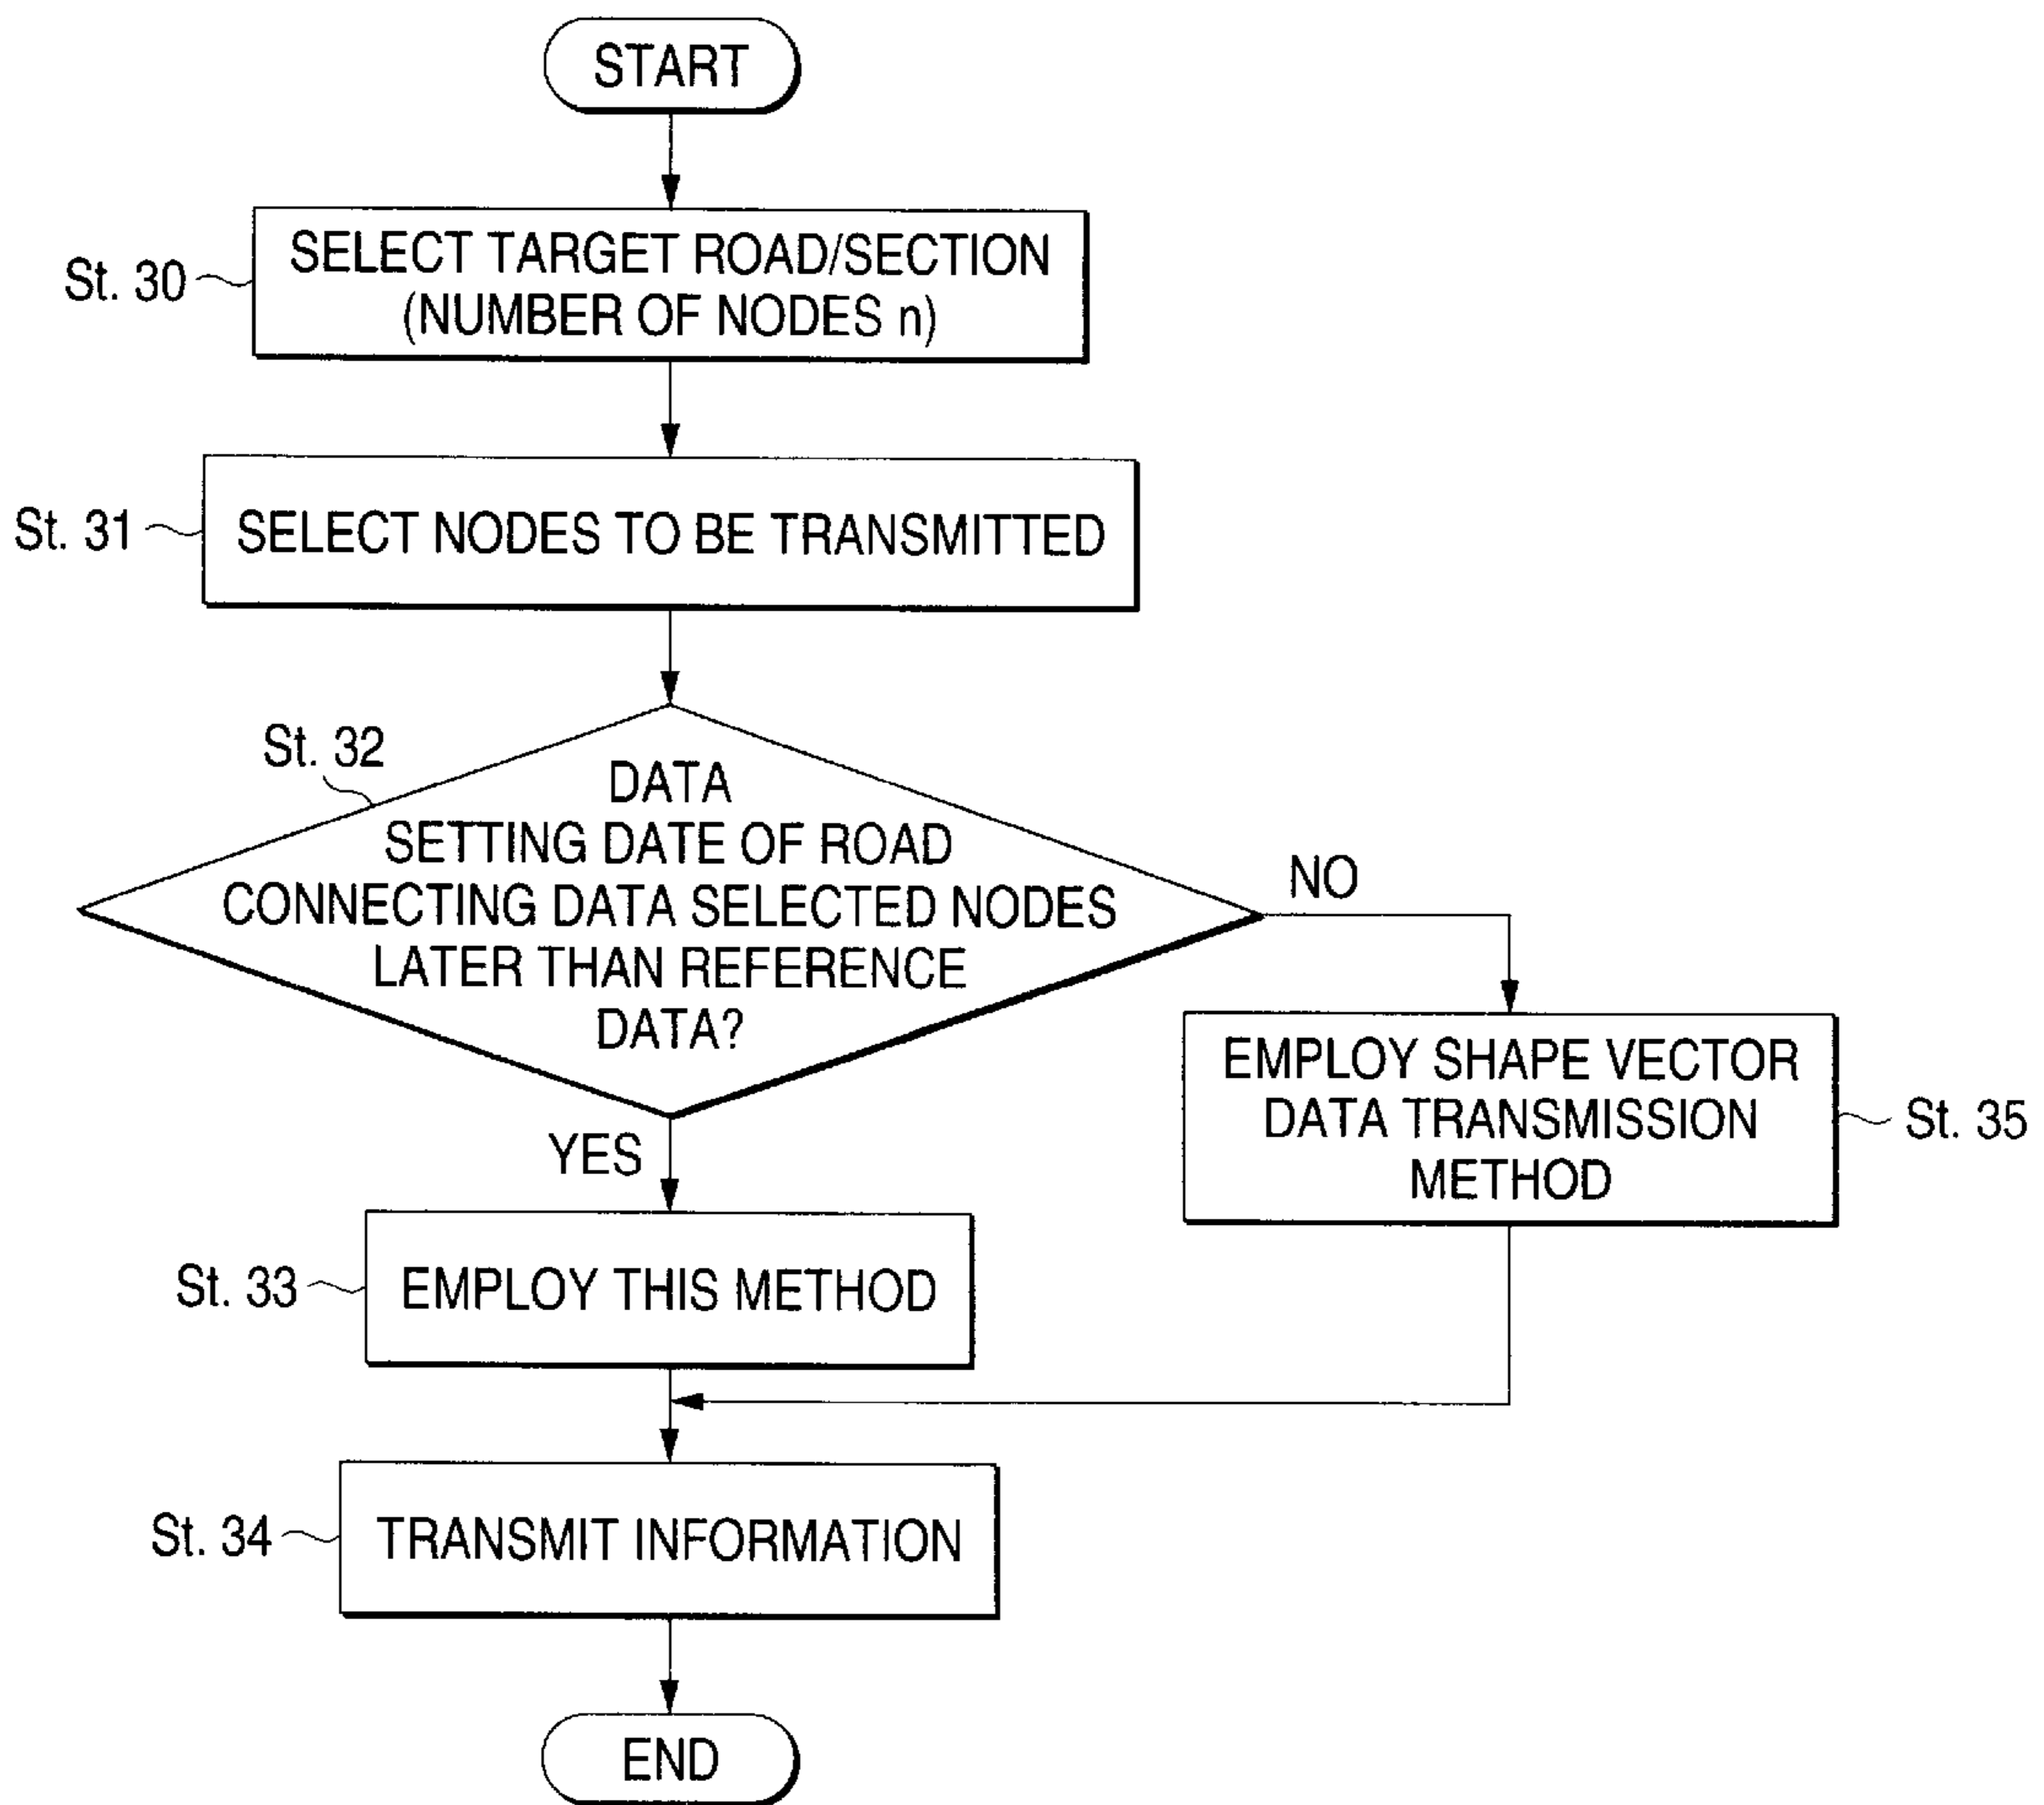 START
SELECT TARGET ROAD/SECTION
(NUMBER OF NODES n)
St. 30
SELECT NODES TO BE TRANSMITTED
St. 31
St. 32
DATA
SETTING DATE OF ROAD
CONNECTING DATA SELECTED NODES
LATER THAN REFERENCE
DATA?
NO
YES
EMPLOY SHAPE VECTOR
DATA TRANSMISSION
METHOD
St. 35
St. 33
EMPLOY THIS METHOD
St. 34
TRANSMIT INFORMATION
END